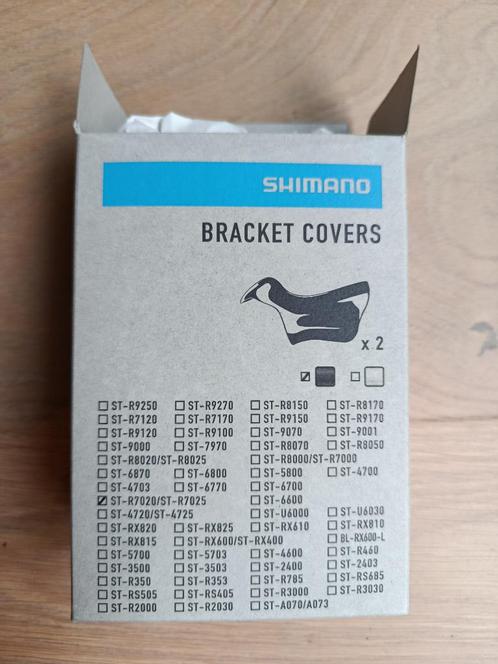 SHIMANO
BRACKET COVERS
x 2
ST-R9250 ST-R9270 ST-R8150 ST-R8170
ST-R7120 ST-R7170 ST-R9150 ST-R9170
ST-R9120 ST-R9100 ST-9070 ST-9001
ST-9000 ST-7970 ST-R8070 ST-R8050
ST-R8020/ST-R8025 ST-R8000/ST-R7000
ST-6870 ST-6800 ST-5800 ST-4700
ST-4703 ST-6770 ST-6700
ST-R7020/ST-R7025 ST-6600
ST-4720/ST-4725 ST-U6000 ST-U6030
ST-RX820 ST-RX825 ST-RX610 ST-RX810
ST-RX815 ST-RX600/ST-RX400 BL-RX600-L
ST-5700 ST-5703 ST-4600 ST-R460
ST-3500 ST-3503 ST-2400 ST-2403
ST-R350 ST-R353 ST-R785 ST-RS685
ST-RS505 ST-RS405 ST-R3000 ST-R3030
ST-R2000 ST-R2030 ST-A070/A073